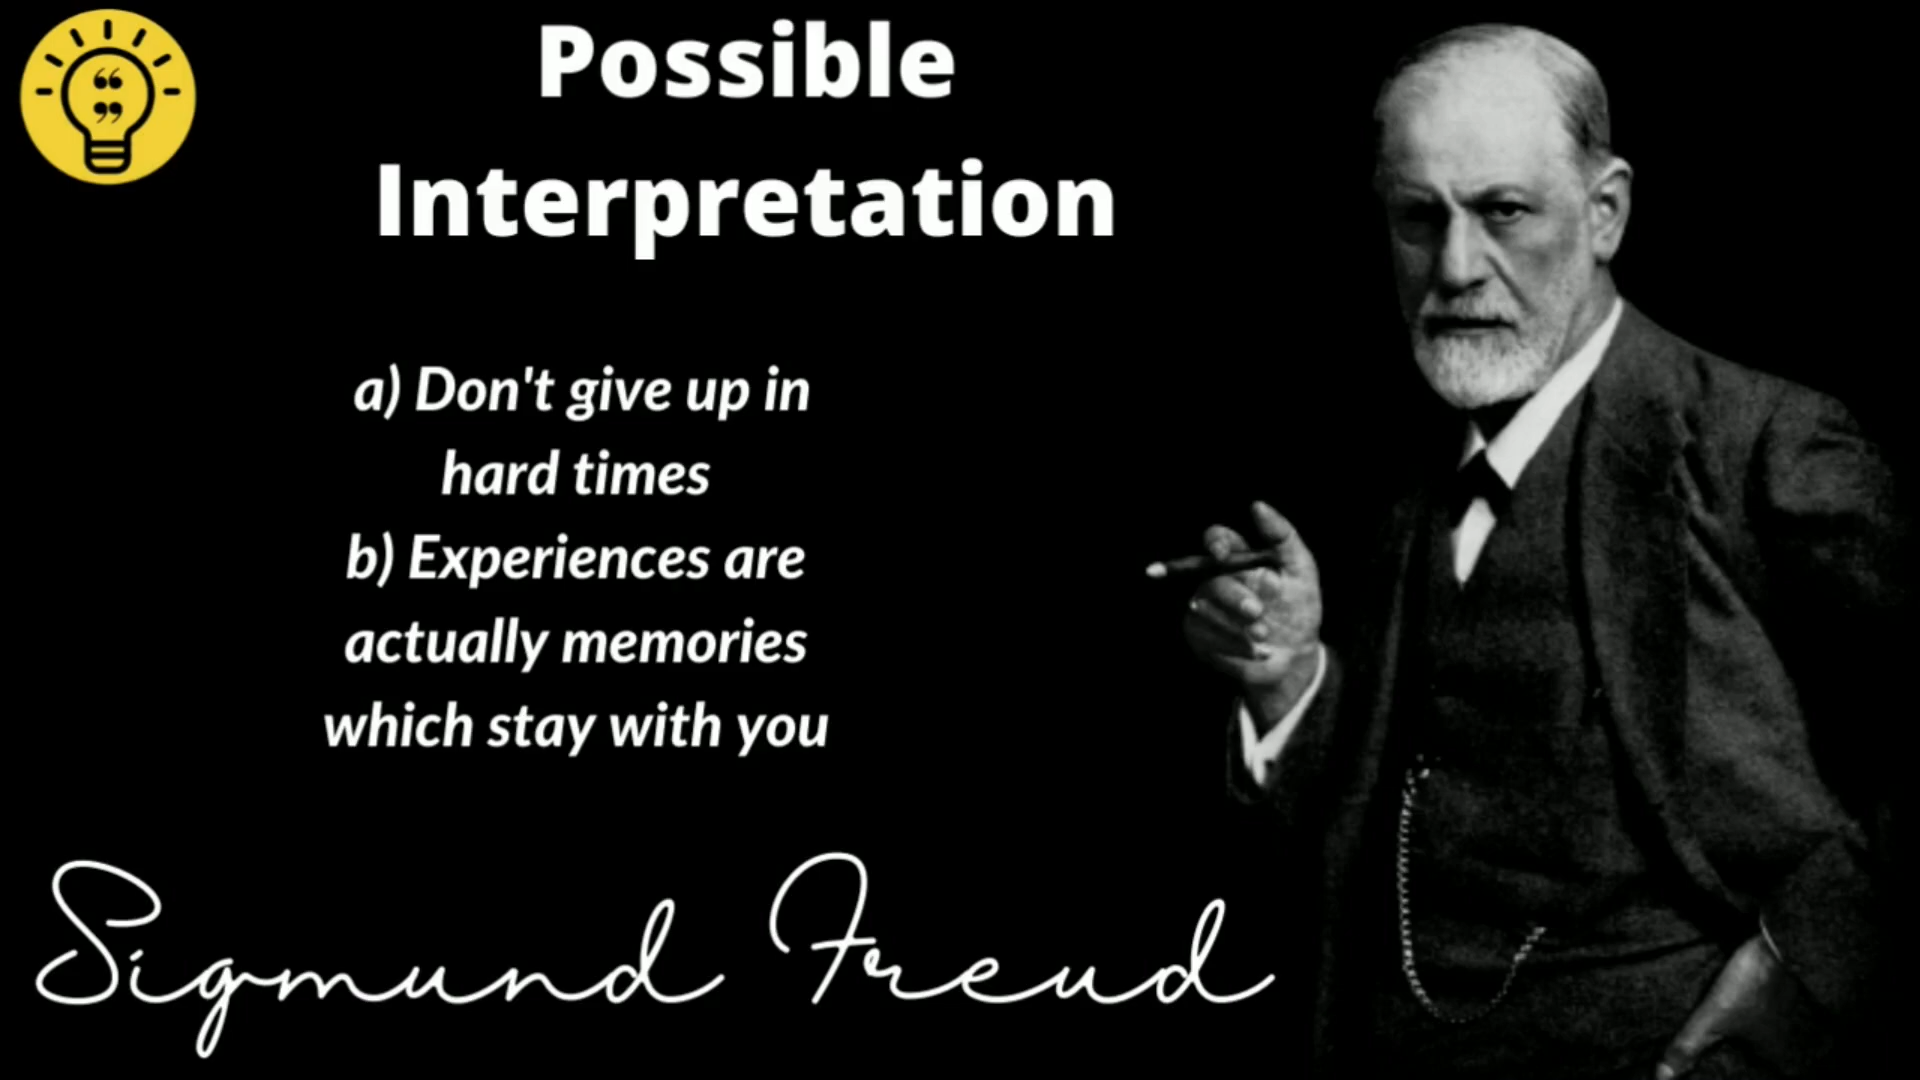 Possible
Interpretation
a) Don't give up in
hard times
b) Experiences are
actually memories
which stay with you
Sigmund Freud